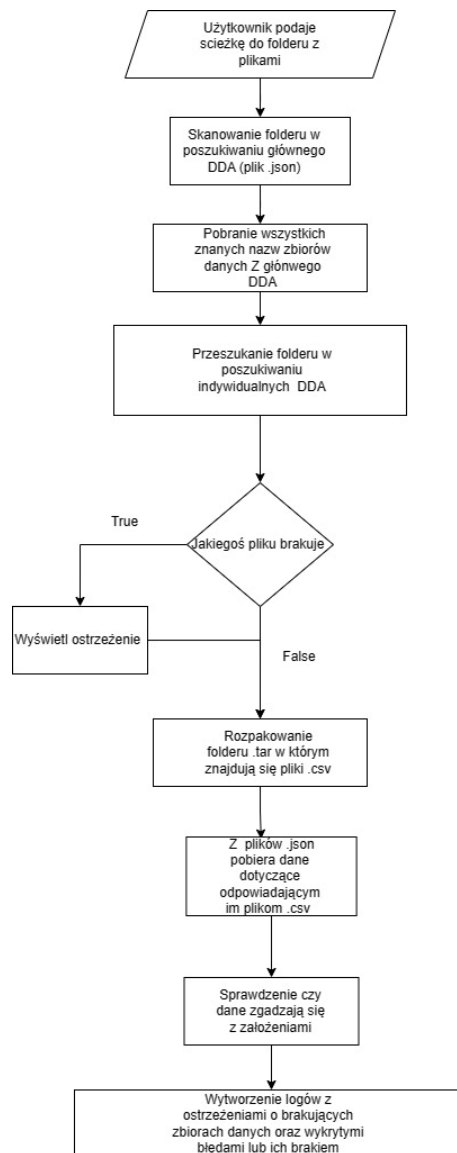 Użytkownik podaje
scieżkę do folderu z
plikami
Skanowanie folderu w
poszukiwaniu głównego
DDA (plik .json)
Pobranie wszystkich
znanych nazw zbiorów
danych Z głónwego
DDA
Przeszukanie folderu w
poszukiwaniu
indywidualnych DDA
True
Jakiegoś pliku brakuje
Wyświetl ostrzeżenie
False
Rozpakowanie
folderu .tar w którym
znajdują się pliki .csv
Z plików .json
pobiera dane
dotyczące
odpowiadającym
im plikom .csv
Sprawdzenie czy
dane zgadzają się
z założeniami
Wytworzenie logów z
ostrzeżeniami o brakujących
zbiorach danych oraz wykrytymi
błedami lub ich brakiem